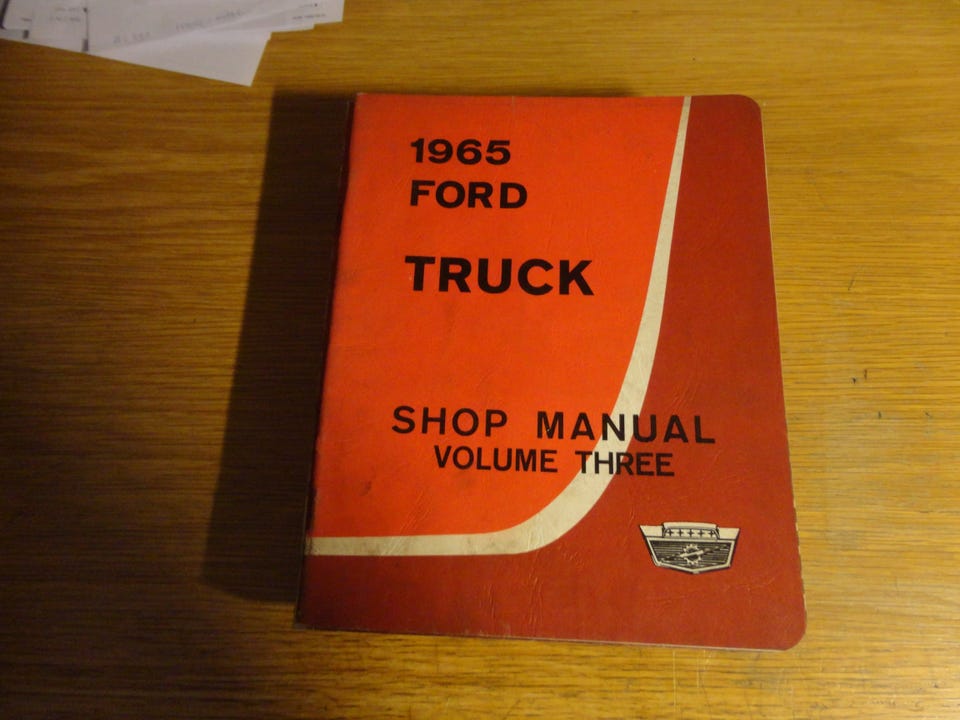 1965
FORD
TRUCK
SHOP MANUAL
VOLUME THREE